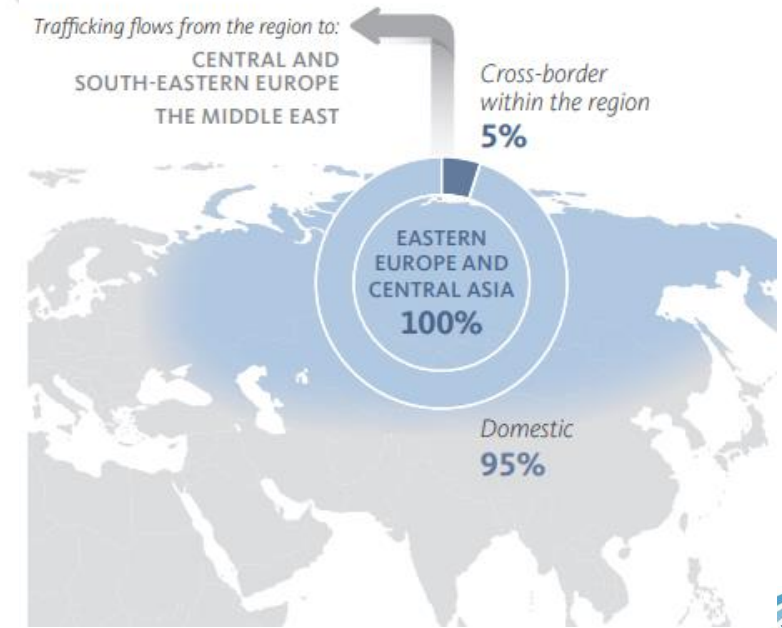 Trafficking flows from the region to:
CENTRAL AND
SOUTH-EASTERN EUROPE
THE MIDDLE EAST
Cross-border
within the region
5%
EASTERN
EUROPE AND
CENTRAL ASIA
100%
Domestic
95%